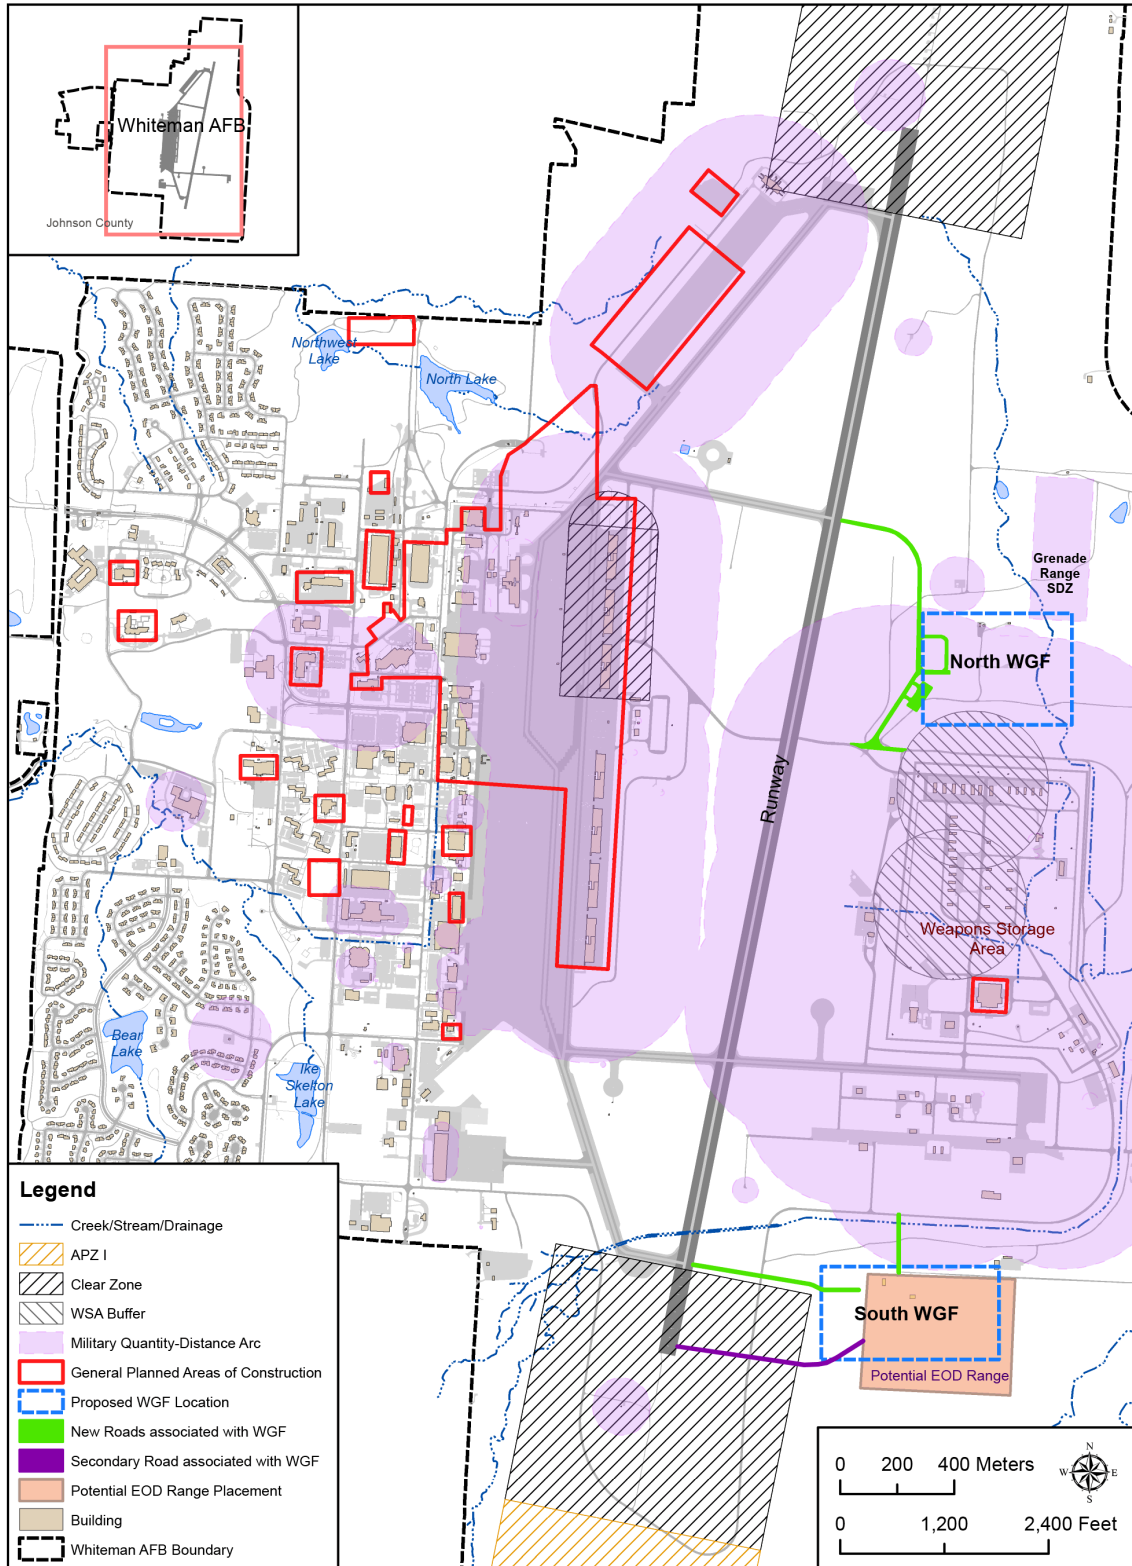 Whiteman AFB
Johnson County
Northwest
Lake
North Lake
Grenade
Range
SDZ
North WGF
Runway
Weapons Storage
Area
Bear
Lake
Ike
Skelton
Lake
South WGF
Potential EOD Range
Legend
Creek/Stream/Drainage
APZ I
Clear Zone
WSA Buffer
Military Quantity-Distance Arc
General Planned Areas of Construction
Proposed WGF Location
New Roads associated with WGF
Secondary Road associated with WGF
Potential EOD Range Placement
Building
Whiteman AFB Boundary
0 200 400 Meters
0 1,200 2,400 Feet
N
W E
S